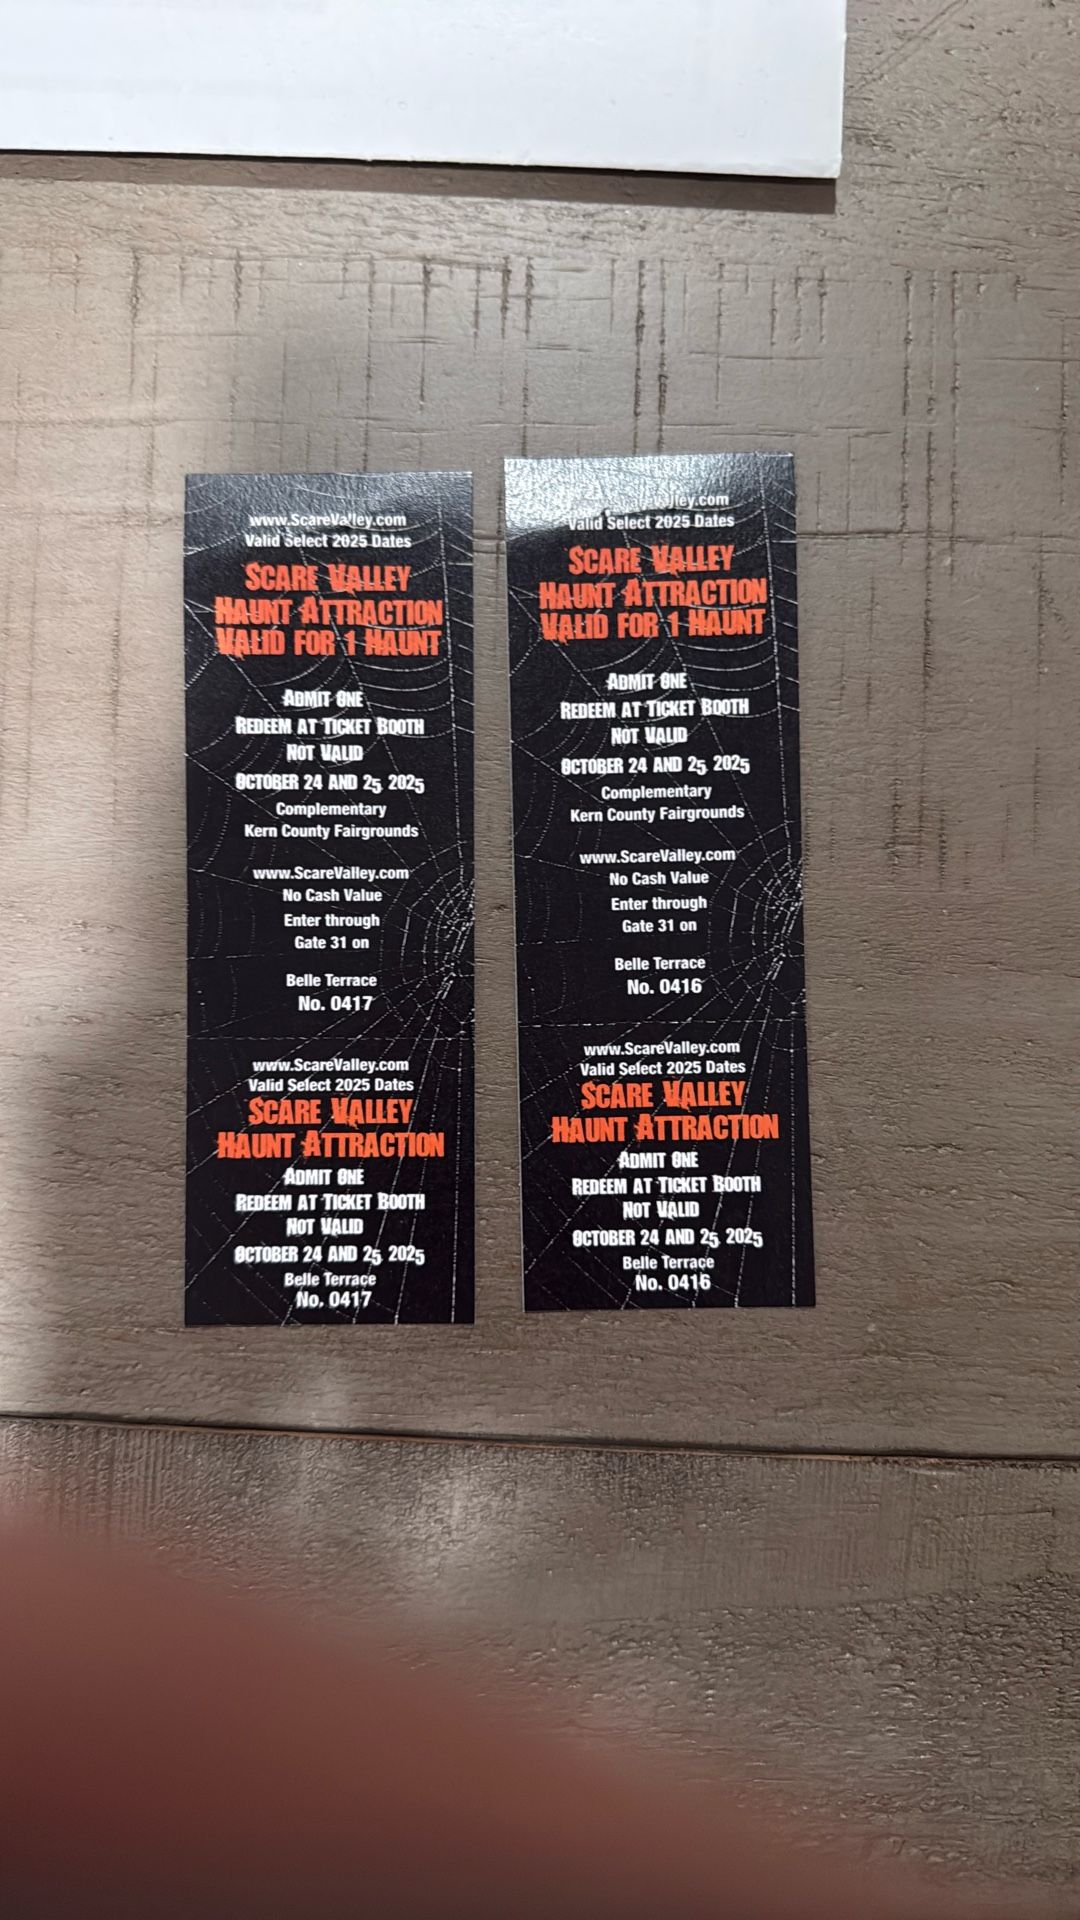 www.ScareValley.com
Valid Select 2025 Dates
SCARE VALLEY
HAUNT ATTRACTION
VALID FOR 1 HAUNT
ADMIT ONE
REDEEM AT TICKET BOOTH
NOT VALID
OCTOBER 24 AND 25, 2025
Complementary
Kern County Fairgrounds
www.ScareValley.com
No Cash Value
Enter through
Gate 31 on
Belle Terrace
No. 0417
www.ScareValley.com
Valid Select 2025 Dates
SCARE VALLEY
HAUNT ATTRACTION
ADMIT ONE
REDEEM AT TICKET BOOTH
NOT VALID
OCTOBER 24 AND 25, 2025
Belle Terrace
No. 0417
Valid Select 2025 Dates
SCARE VALLEY
HAUNT ATTRACTION
VALID FOR 1 HAUNT
ADMIT ONE
REDEEM AT TICKET BOOTH
NOT VALID
OCTOBER 24 AND 25, 2025
Complementary
Kern County Fairgrounds
www.ScareValley.com
No Cash Value
Enter through
Gate 31 on
Belle Terrace
No. 0416
www.ScareValley.com
Valid Select 2025 Dates
SCARE VALLEY
HAUNT ATTRACTION
ADMIT ONE
REDEEM AT TICKET BOOTH
NOT VALID
OCTOBER 24 AND 25, 2025
Belle Terrace
No. 0416